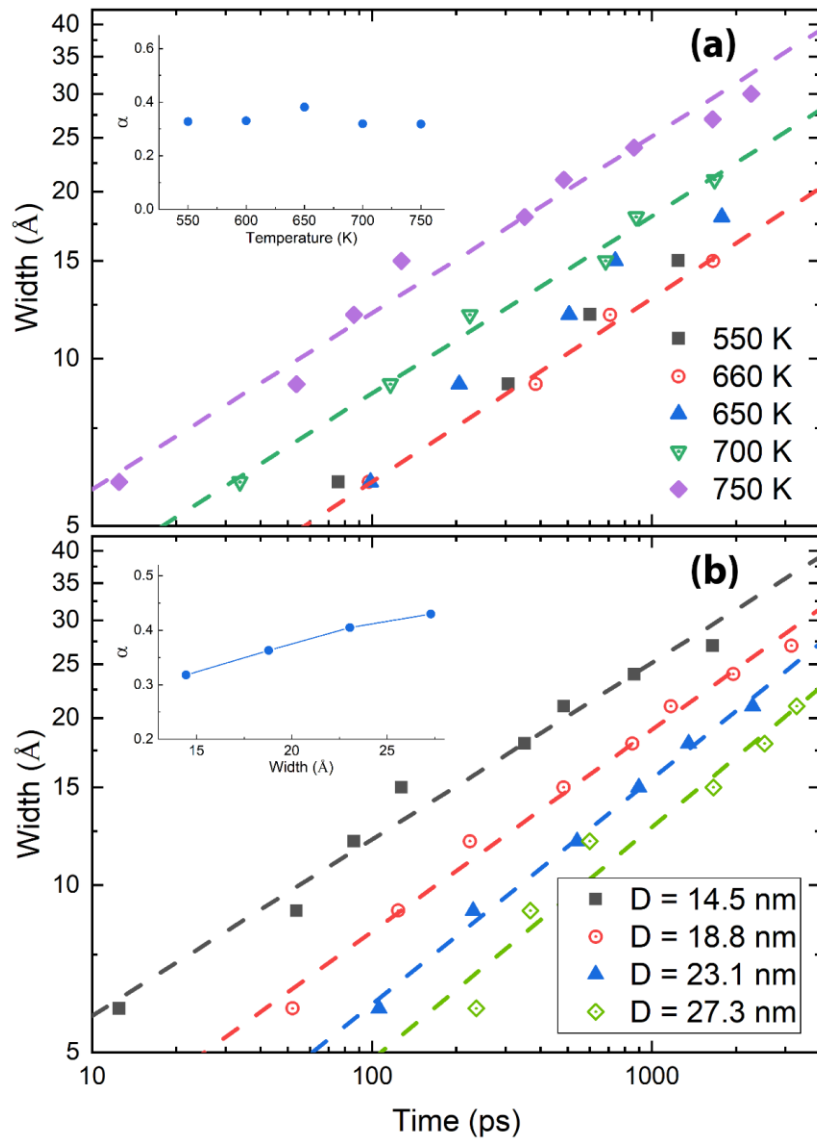 (a)
40
35
30
25
20
15
10
5
Width (Å)
0.6
0.4
0.2
0.0
α
550 600 650 700 750
Temperature (K)
550 K
660 K
650 K
700 K
750 K
(b)
40
35
30
25
20
15
10
5
Width (Å)
0.5
0.4
0.3
0.2
α
15 20 25
Width (Å)
D = 14.5 nm
D = 18.8 nm
D = 23.1 nm
D = 27.3 nm
10 100 1000
Time (ps)